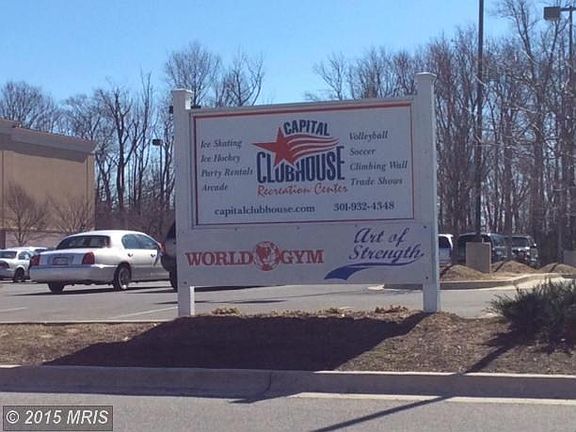 CAPITAL
CLUBHOUSE
Recreation Center
Ice Skating
Ice Hockey
Party Rentals
Arcade
Volleyball
Soccer
Climbing Wall
Trade Shows
capitalclubhouse.com 301-932-4348
WORLD GYM
Art of
Strength
© 2015 MRIS